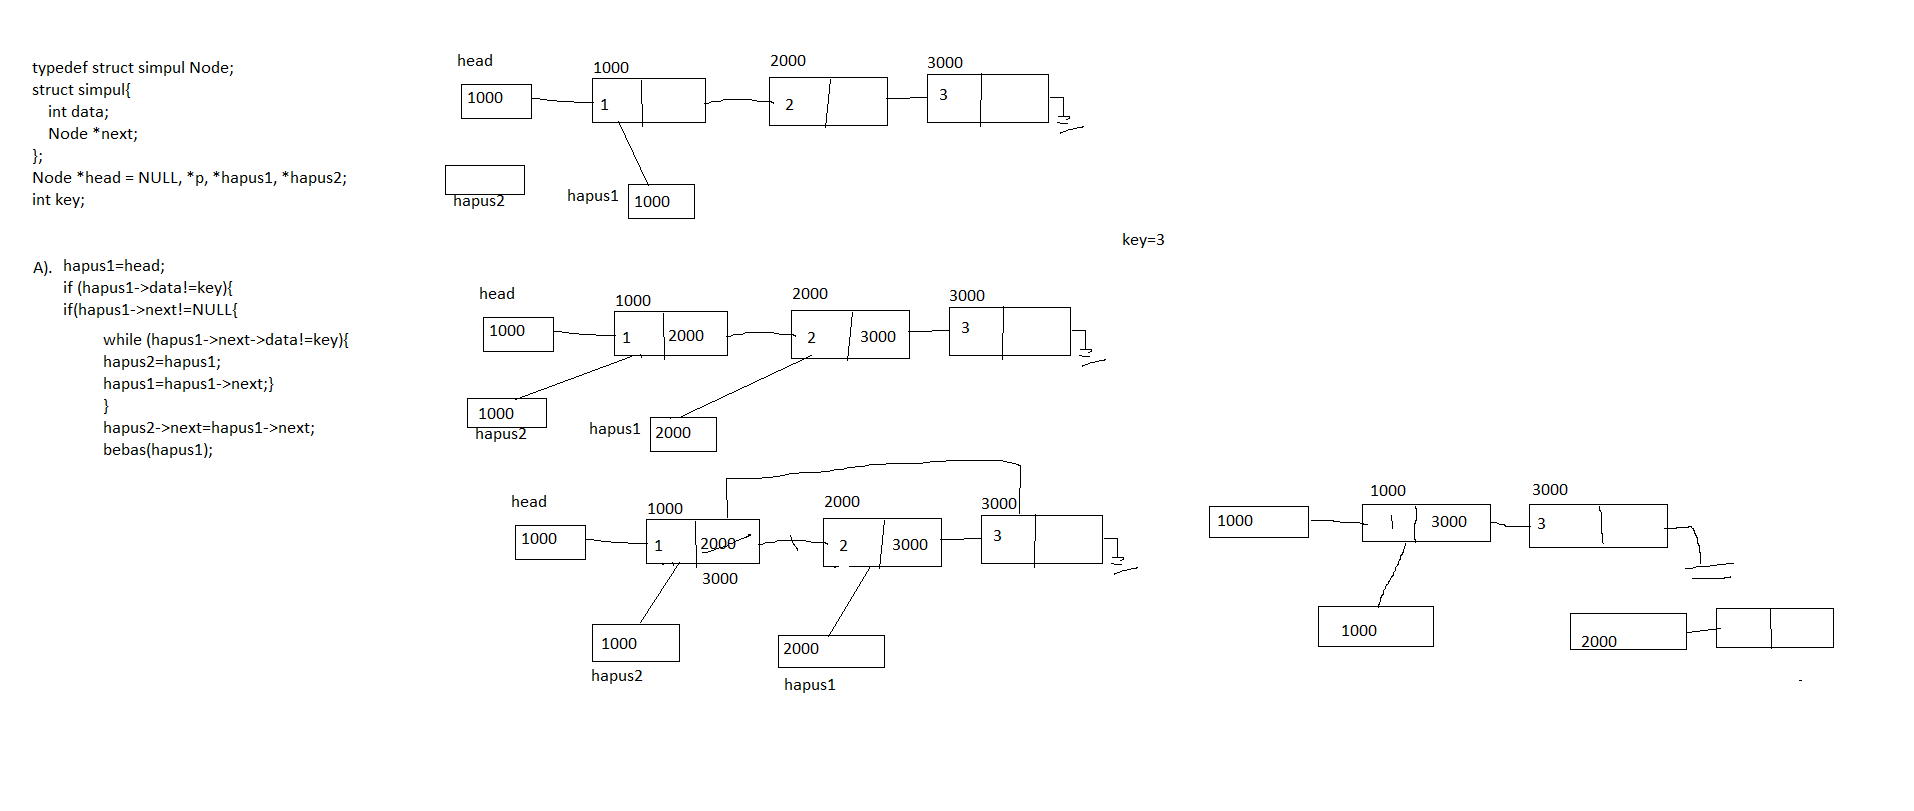 typedef struct simpul Node;
struct simpul{
int data;
Node *next;
};
Node *head = NULL, *p, *hapus1, *hapus2;
int key;
A).
hapus1=head;
if (hapus1->data!=key){
if(hapus1->next!=NULL{
while (hapus1->next->data!=key){
hapus2=hapus1;
hapus1=hapus1->next;}
}
hapus2->next=hapus1->next;
bebas(hapus1);
head
1000
2000
3000
1000
1
2
3
hapus2
hapus1
1000
key=3
head
1000
2000
3000
1000
1
2000
2
3000
3
1000
hapus2
hapus1
2000
head
1000
2000
3000
1000
1
2000
2
3000
3
3000
1000
hapus2
2000
hapus1
1000
3000
1000
1
3000
3
1000
2000